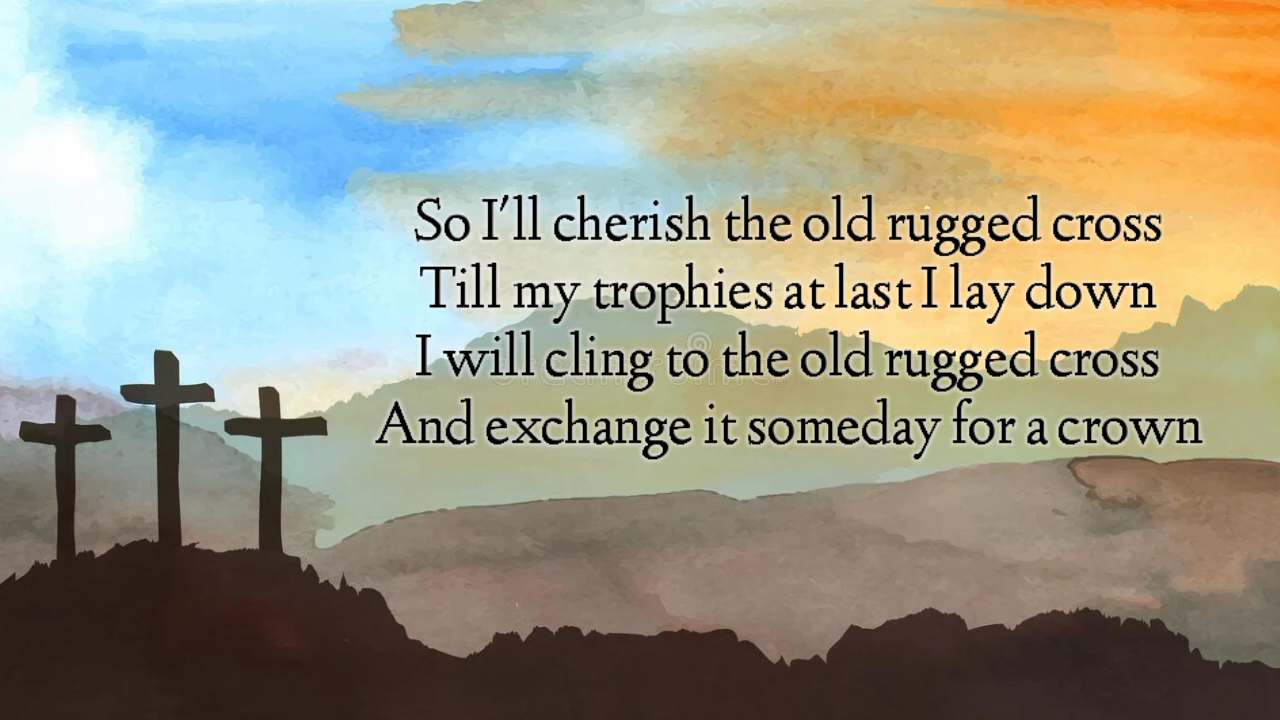 So I'll cherish the old rugged cross
Till my trophies at last I lay down
I will cling to the old rugged cross
And exchange it someday for a crown